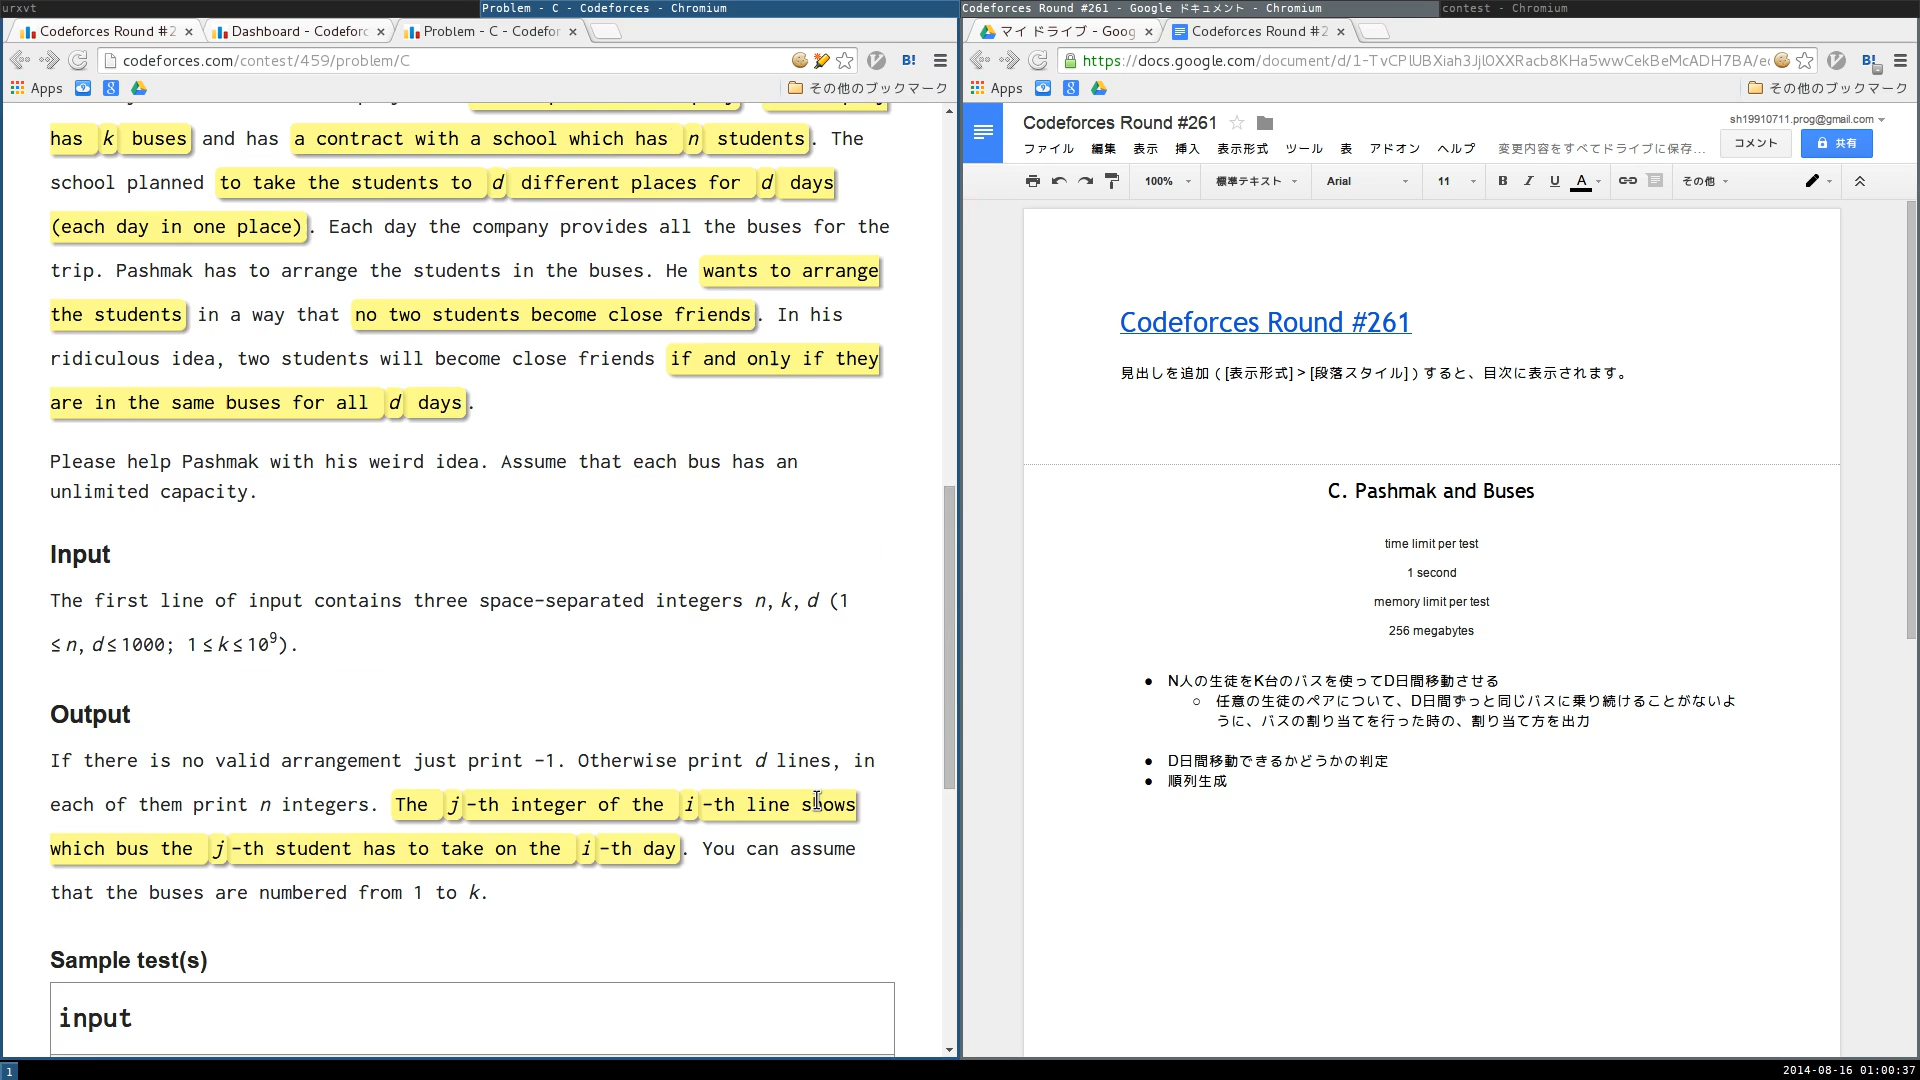 urxvt
Problem - C - Codeforces - Chromium
Codeforces Round #261 - Google ドキュメント - Chromium
contest - Chromium
Codeforces Round #2
Dashboard - Codeforc
Problem - C - Codefor
codeforces.com/contest/459/problem/C
B!
Apps
その他のブックマーク
has k buses and has a contract with a school which has n students. The
school planned to take the students to d different places for d days
(each day in one place). Each day the company provides all the buses for the
trip. Pashmak has to arrange the students in the buses. He wants to arrange
the students in a way that no two students become close friends. In his
ridiculous idea, two students will become close friends if and only if they
are in the same buses for all d days.
Please help Pashmak with his weird idea. Assume that each bus has an
unlimited capacity.
Input
The first line of input contains three space-separated integers n, k, d (1
≤ n, d ≤ 1000; 1 ≤ k ≤ 10⁹).
Output
If there is no valid arrangement just print -1. Otherwise print d lines, in
each of them print n integers. The j-th integer of the i-th line shows
which bus the j-th student has to take on the i-th day. You can assume
that the buses are numbered from 1 to k.
Sample test(s)
input
マイ ドライブ - Goog
Codeforces Round #2
B!
Apps
その他のブックマーク
Codeforces Round #261
sh19910711.prog@gmail.com
ファイル 編集 表示 挿入 表示形式 ツール 表 アドオン ヘルプ 変更内容をすべてドライブに保存...
コメント
共有
100% 標準テキスト Arial 11 B I U A その他
Codeforces Round #261
見出しを追加 ( [表示形式] > [段落スタイル] ) すると、目次に表示されます。
C. Pashmak and Buses
time limit per test
1 second
memory limit per test
256 megabytes
● N人の生徒をK台のバスを使ってD日間移動させる
○ 任意の生徒のペアについて、D日間ずっと同じバスに乗り続けることがないよ
うに、バスの割り当てを行った時の、割り当て方を出力
● D日間移動できるかどうかの判定
● 順列生成
1
2014-08-16 01:00:37